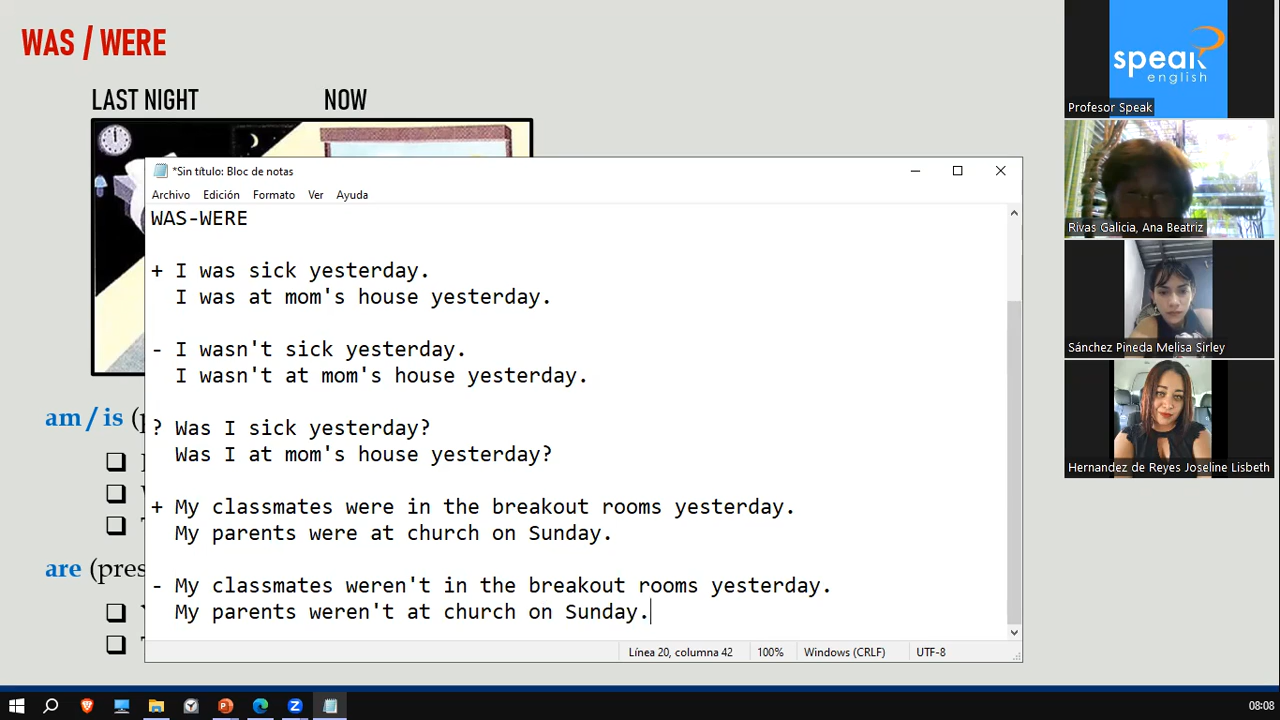 WAS / WERE
LAST NIGHT
NOW
*Sin título: Bloc de notas
Archivo Edición Formato Ver Ayuda
WAS-WERE
+ I was sick yesterday.
I was at mom's house yesterday.
- I wasn't sick yesterday.
I wasn't at mom's house yesterday.
? Was I sick yesterday?
Was I at mom's house yesterday?
+ My classmates were in the breakout rooms yesterday.
My parents were at church on Sunday.
- My classmates weren't in the breakout rooms yesterday.
My parents weren't at church on Sunday.
Línea 20, columna 42 100% Windows (CRLF) UTF-8
am / is
are (pres
speak
english
Profesor Speak
Rivas Galicia, Ana Beatriz
Sánchez Pineda Melisa Sirley
Hernandez de Reyes Joseline Lisbeth
08:08